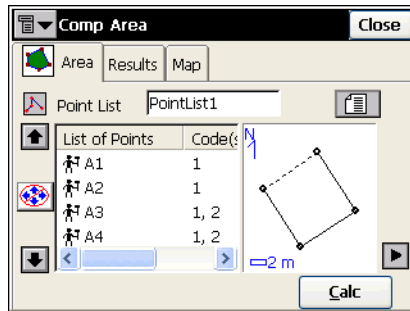 Comp Area
Close
Area Results Map
Point List PointList1
List of Points Code(s
A1 1
A2 1
A3 1, 2
A4 1, 2
N
2 m
Calc